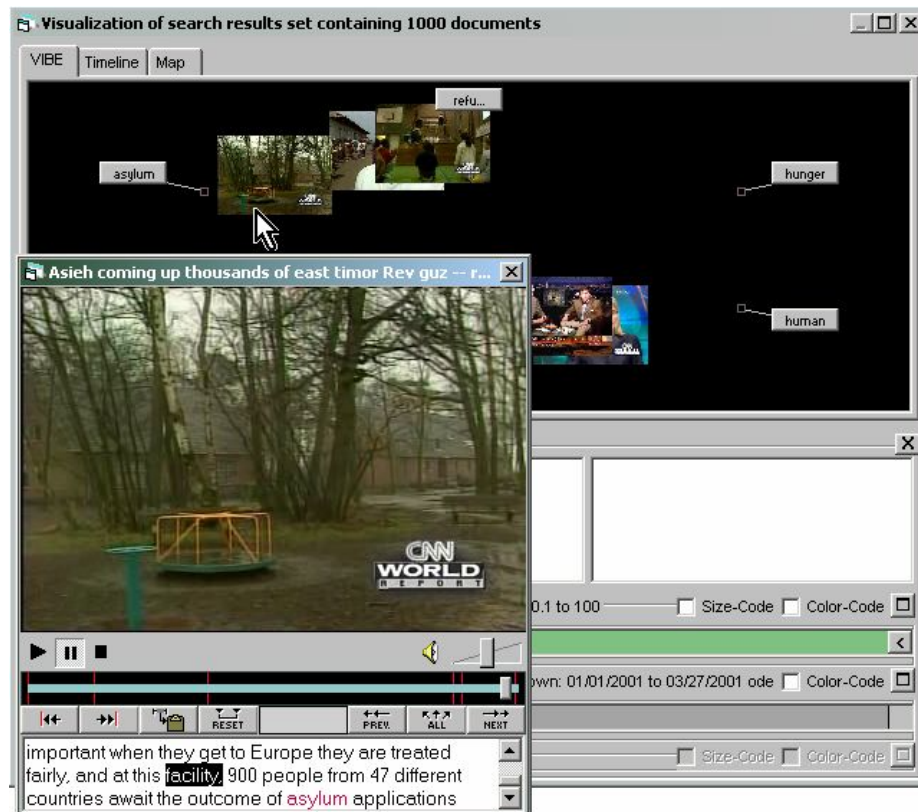 Visualization of search results set containing 1000 documents
VIBE Timeline Map
refu...
asylum
hunger
human
Asieh coming up thousands of east timor Rev guz -- r...
CNN
WORLD
REPORT
0.1 to 100 Size-Code Color-Code
own: 01/01/2001 to 03/27/2001 ode Color-Code
RESET PREV. ALL NEXT
Size-Code Color-Code
important when they get to Europe they are treated
fairly, and at this facility, 900 people from 47 different
countries await the outcome of asylum applications